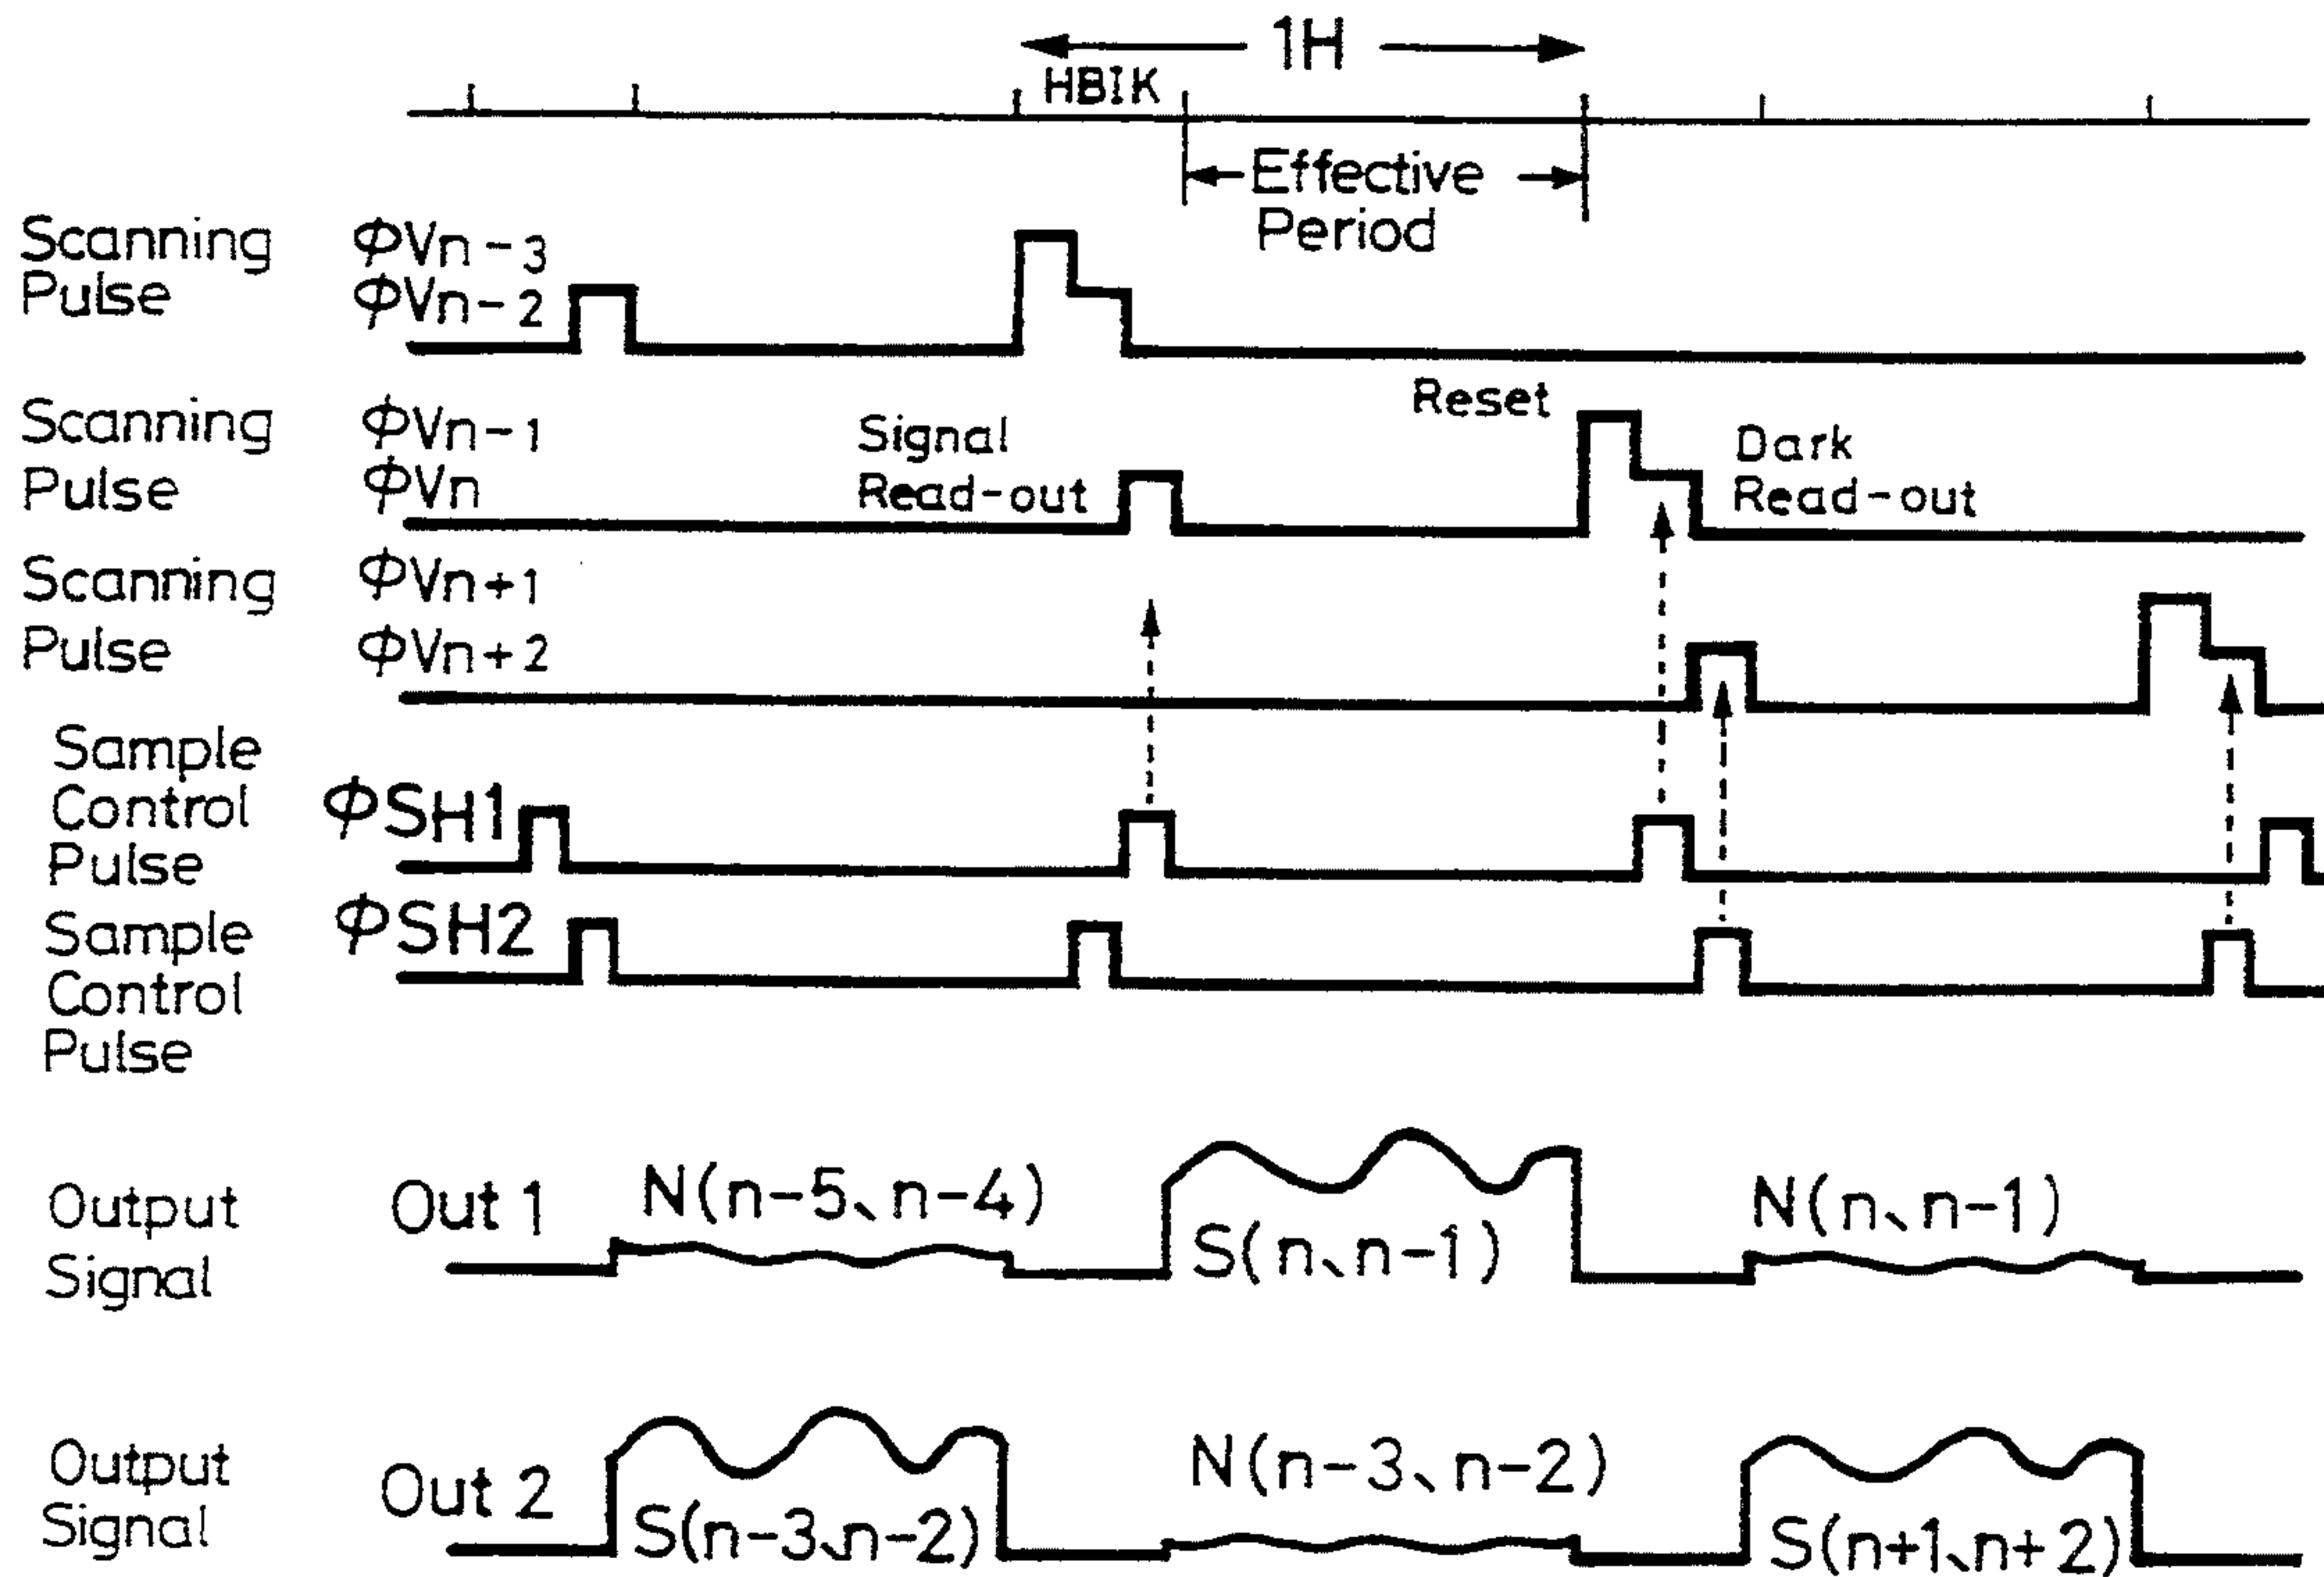 1H
HBIK
Effective
Period
Scanning
Pulse
ΦVn-3
ΦVn-2
Reset
Scanning
Pulse
ΦVn-1
ΦVn
Signal
Read-out
Dark
Read-out
Scanning
Pulse
ΦVn+1
ΦVn+2
Sample
Control
Pulse
ΦSH1
Sample
Control
Pulse
ΦSH2
Output
Signal
Out 1
N(n-5、n-4)
S(n、n-1)
N(n、n-1)
Output
Signal
Out 2
S(n-3、n-2)
N(n-3、n-2)
S(n+1、n+2)